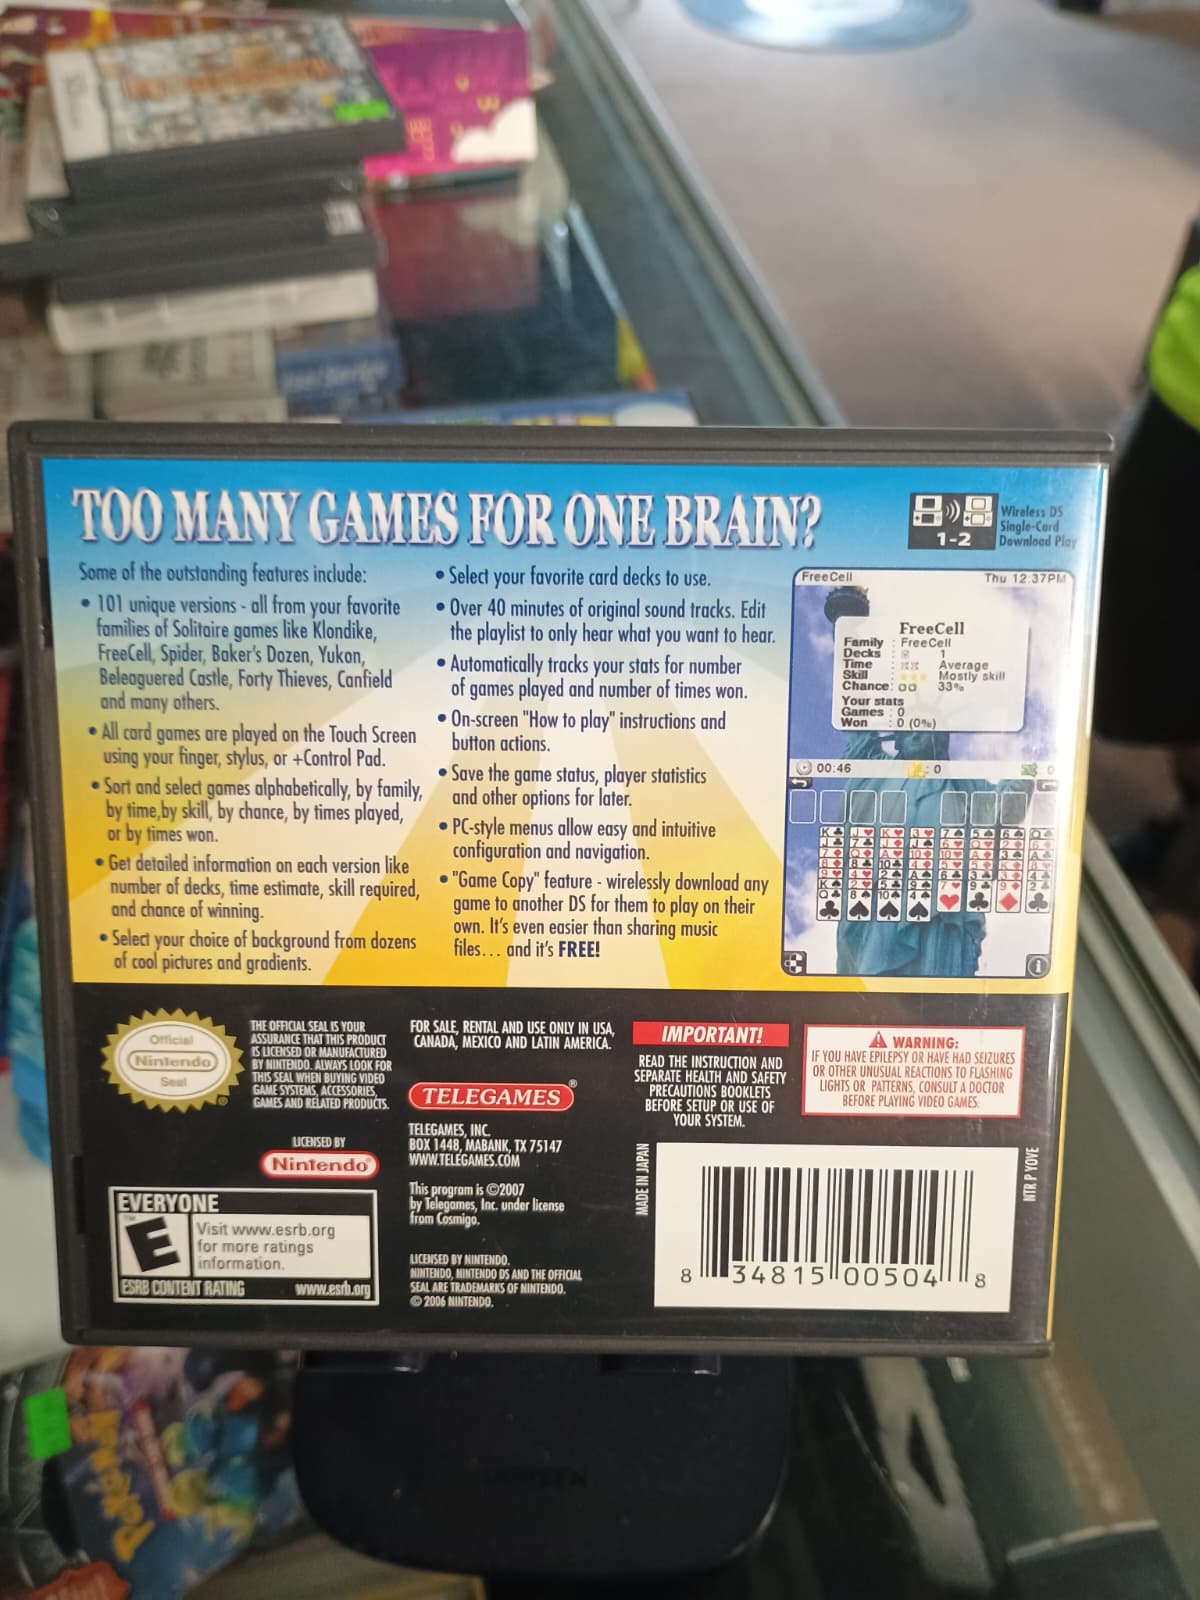 TOO MANY GAMES FOR ONE BRAIN?
Wireless DS
Single-Card
Download Play
1-2
Some of the outstanding features include:
• 101 unique versions - all from your favorite
families of Solitaire games like Klondike,
FreeCell, Spider, Baker's Dozen, Yukon,
Beleaguered Castle, Forty Thieves, Canfield
and many others.
• All card games are played on the Touch Screen
using your finger, stylus, or +Control Pad.
• Sort and select games alphabetically, by family,
by time,by skill, by chance, by times played,
or by times won.
• Get detailed information on each version like
number of decks, time estimate, skill required,
and chance of winning.
• Select your choice of background from dozens
of cool pictures and gradients.
• Select your favorite card decks to use.
• Over 40 minutes of original sound tracks. Edit
the playlist to only hear what you want to hear.
• Automatically tracks your stats for number
of games played and number of times won.
• On-screen "How to play" instructions and
button actions.
• Save the game status, player statistics
and other options for later.
• PC-style menus allow easy and intuitive
configuration and navigation.
• "Game Copy" feature - wirelessly download any
game to another DS for them to play on their
own. It's even easier than sharing music
files... and it's FREE!
FreeCell Thu 12:37PM
FreeCell
Family : FreeCell
Decks : 1
Time : Average
Skill : Mostly skill
Chance: 33%
Your stats
Games : 0
Won : 0 (0%)
00:46 : 0 : 0
Official
Nintendo
Seal
THE OFFICIAL SEAL IS YOUR
ASSURANCE THAT THIS PRODUCT
IS LICENSED OR MANUFACTURED
BY NINTENDO. ALWAYS LOOK FOR
THIS SEAL WHEN BUYING VIDEO
GAME SYSTEMS, ACCESSORIES,
GAMES AND RELATED PRODUCTS.
LICENSED BY
Nintendo®
EVERYONE
E
Visit www.esrb.org
for more ratings
information.
ESRB CONTENT RATING www.esrb.org
FOR SALE, RENTAL AND USE ONLY IN USA,
CANADA, MEXICO AND LATIN AMERICA.
TELEGAMES®
TELEGAMES, INC.
BOX 1448, MABANK, TX 75147
WWW.TELEGAMES.COM
This program is ©2007
by Telegames, Inc. under license
from Cosmigo.
LICENSED BY NINTENDO.
NINTENDO, NINTENDO DS AND THE OFFICIAL
SEAL ARE TRADEMARKS OF NINTENDO.
© 2006 NINTENDO.
IMPORTANT!
READ THE INSTRUCTION AND
SEPARATE HEALTH AND SAFETY
PRECAUTIONS BOOKLETS
BEFORE SETUP OR USE OF
YOUR SYSTEM.
WARNING:
IF YOU HAVE EPILEPSY OR HAVE HAD SEIZURES
OR OTHER UNUSUAL REACTIONS TO FLASHING
LIGHTS OR PATTERNS, CONSULT A DOCTOR
BEFORE PLAYING VIDEO GAMES.
MADE IN JAPAN
8 34815 00504 8
NTR P YOVE
Pokémon